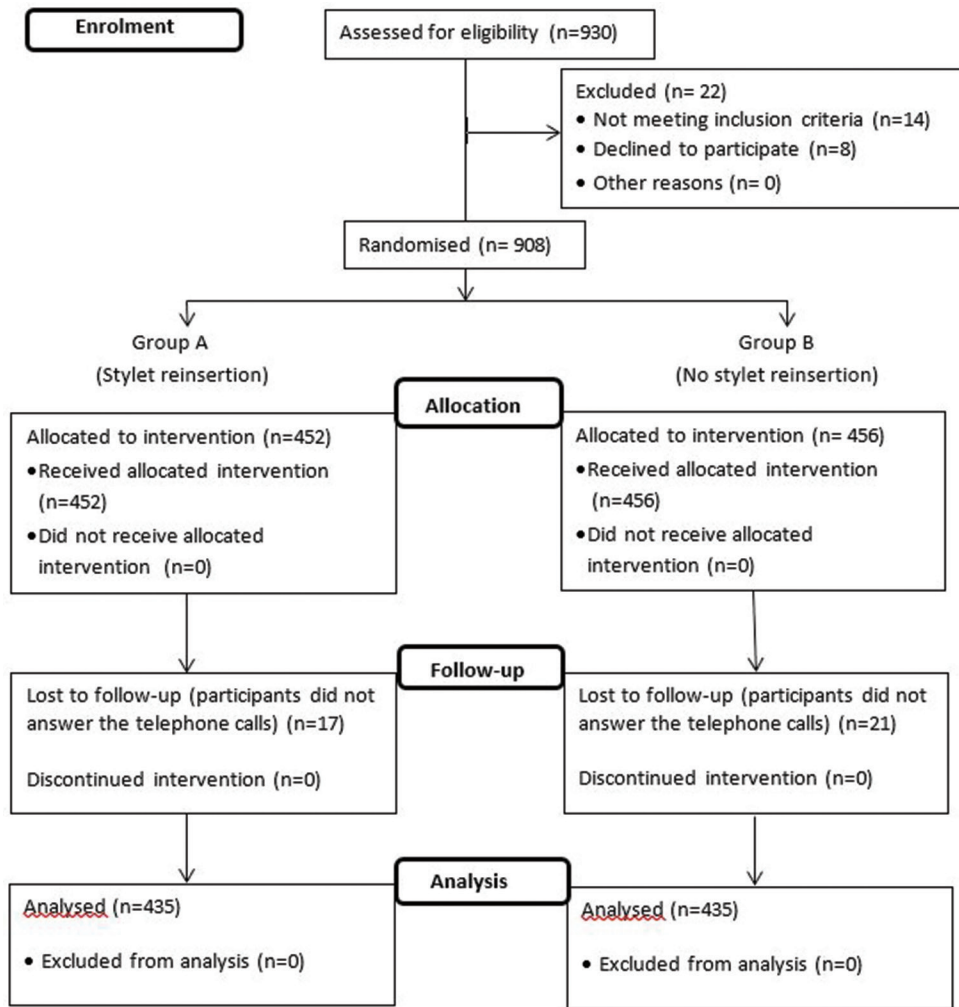 Enrolment
Assessed for eligibility (n=930)
Excluded (n= 22)
• Not meeting inclusion criteria (n=14)
• Declined to participate (n=8)
• Other reasons (n= 0)
Randomised (n= 908)
Group A
(Stylet reinsertion)
Group B
(No stylet reinsertion)
Allocation
Allocated to intervention (n=452)
•Received allocated intervention
(n=452)
•Did not receive allocated
intervention (n=0)
Allocated to intervention (n= 456)
•Received allocated intervention
(n=456)
•Did not receive allocated
intervention (n=0)
Follow-up
Lost to follow-up (participants did not
answer the telephone calls) (n=17)
Discontinued intervention (n=0)
Lost to follow-up (participants did not
answer the telephone calls) (n=21)
Discontinued intervention (n=0)
Analysis
Analysed (n=435)
• Excluded from analysis (n=0)
Analysed (n=435)
• Excluded from analysis (n=0)